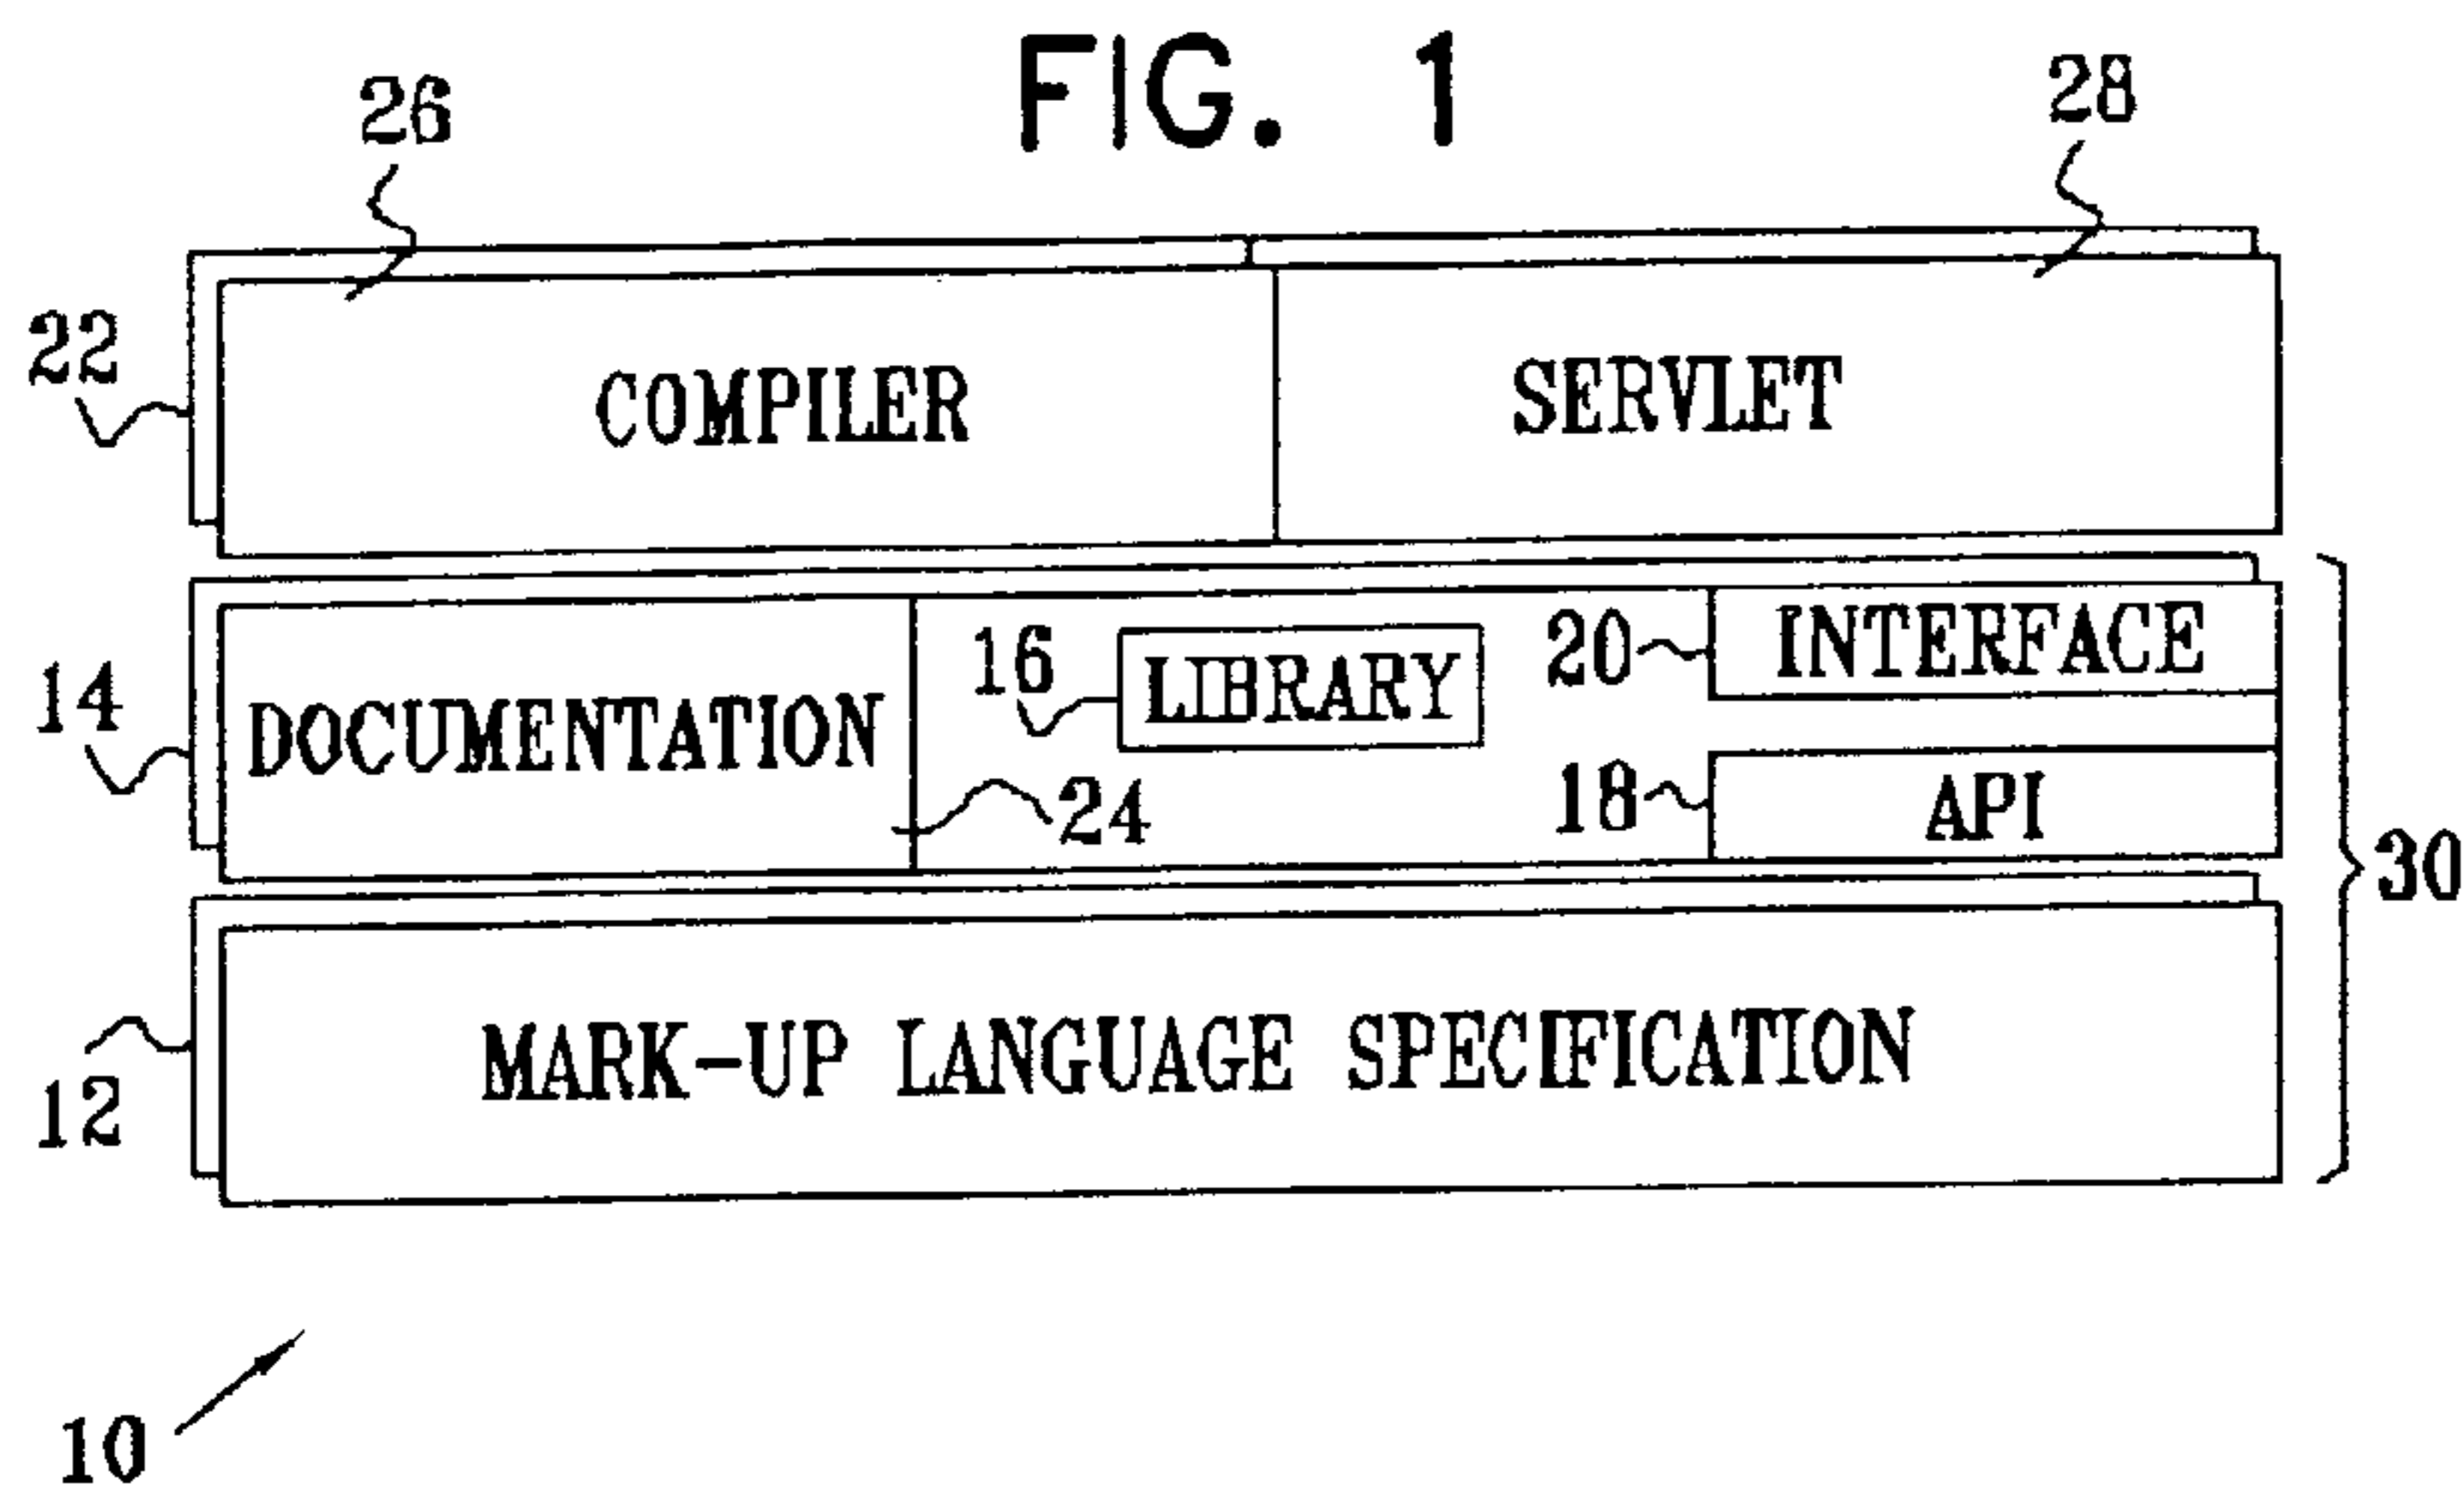 FIG. 1
26
28
22
COMPILER
SERVLET
14
DOCUMENTATION
16
LIBRARY
20
INTERFACE
24
18
API
30
12
MARK-UP LANGUAGE SPECIFICATION
10